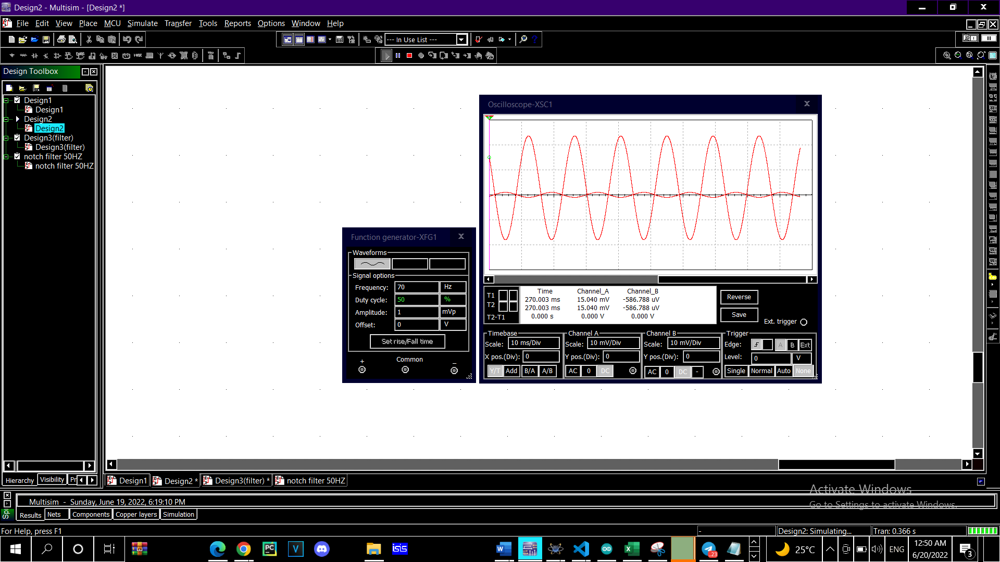 Design2 - Multisim - [Design2 *]
File Edit View Place MCU Simulate Transfer Tools Reports Options Window Help
--- In Use List ---
Design Toolbox
Design1
Design1
Design2
Design2
Design3(filter)
Design3(filter)
notch filter 50HZ
notch filter 50HZ
Hierarchy Visibility Pr
Function generator-XFG1
Waveforms
Signal options
Frequency: 70 Hz
Duty cycle: 50 %
Amplitude: 1 mVp
Offset: 0 V
Set rise/Fall time
+ Common –
Oscilloscope-XSC1
Time Channel_A Channel_B
T1 270.003 ms 15.040 mV -586.788 uV
T2 270.003 ms 15.040 mV -586.788 uV
T2-T1 0.000 s 0.000 V 0.000 V
Reverse
Save
Ext. trigger
Timebase
Scale: 10 ms/Div
X pos.(Div): 0
Y/T Add B/A A/B
Channel A
Scale: 10 mV/Div
Y pos.(Div): 0
AC 0 DC
Channel B
Scale: 10 mV/Div
Y pos.(Div): 0
AC 0 DC -
Trigger
Edge: A B Ext
Level: 0 V
Single Normal Auto None
Design1 Design2 * Design3(filter) * notch filter 50HZ
Activate Windows
Go to Settings to activate Windows.
Multisim - Sunday, June 19, 2022, 6:19:10 PM
Results Nets Components Copper layers Simulation
For Help, press F1
- Design2: Simulating... Tran: 0.366 s
PC V isis W X 23
25°C ENG
12:50 AM
6/20/2022
3